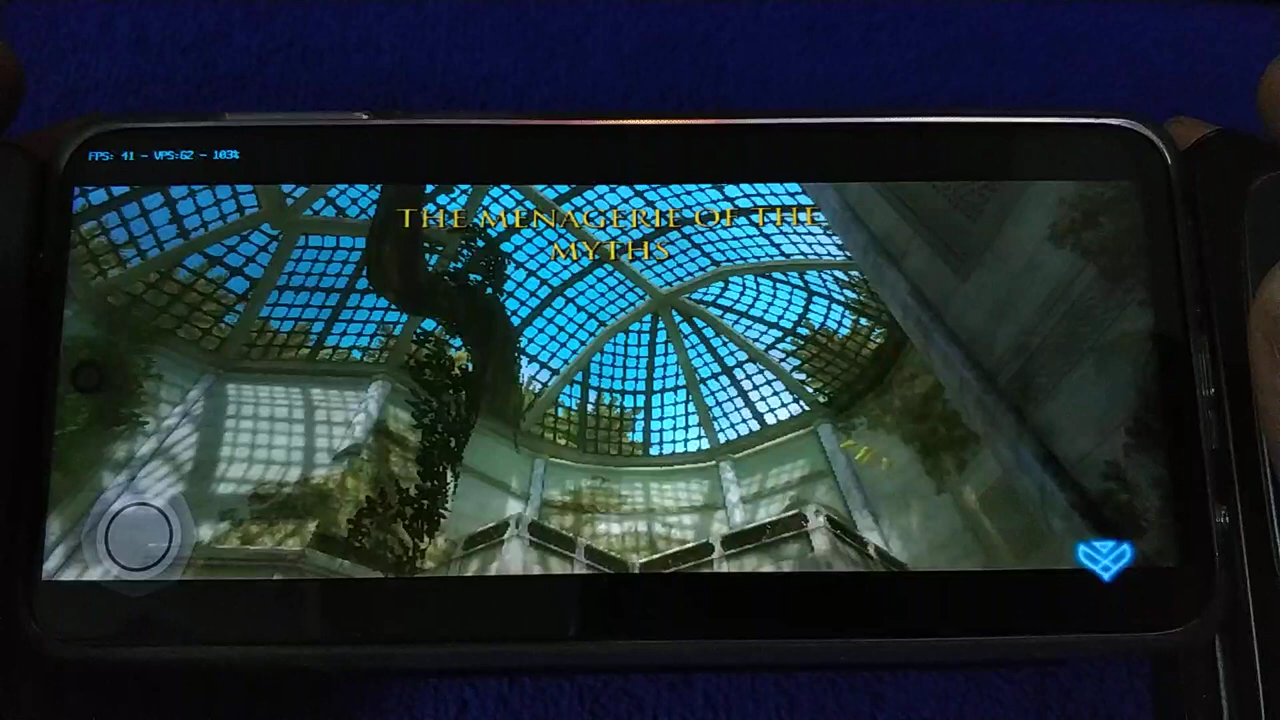 FPS: 41 - VPS:62 - 103%
THE MENAGERIE OF THE
MYTHS